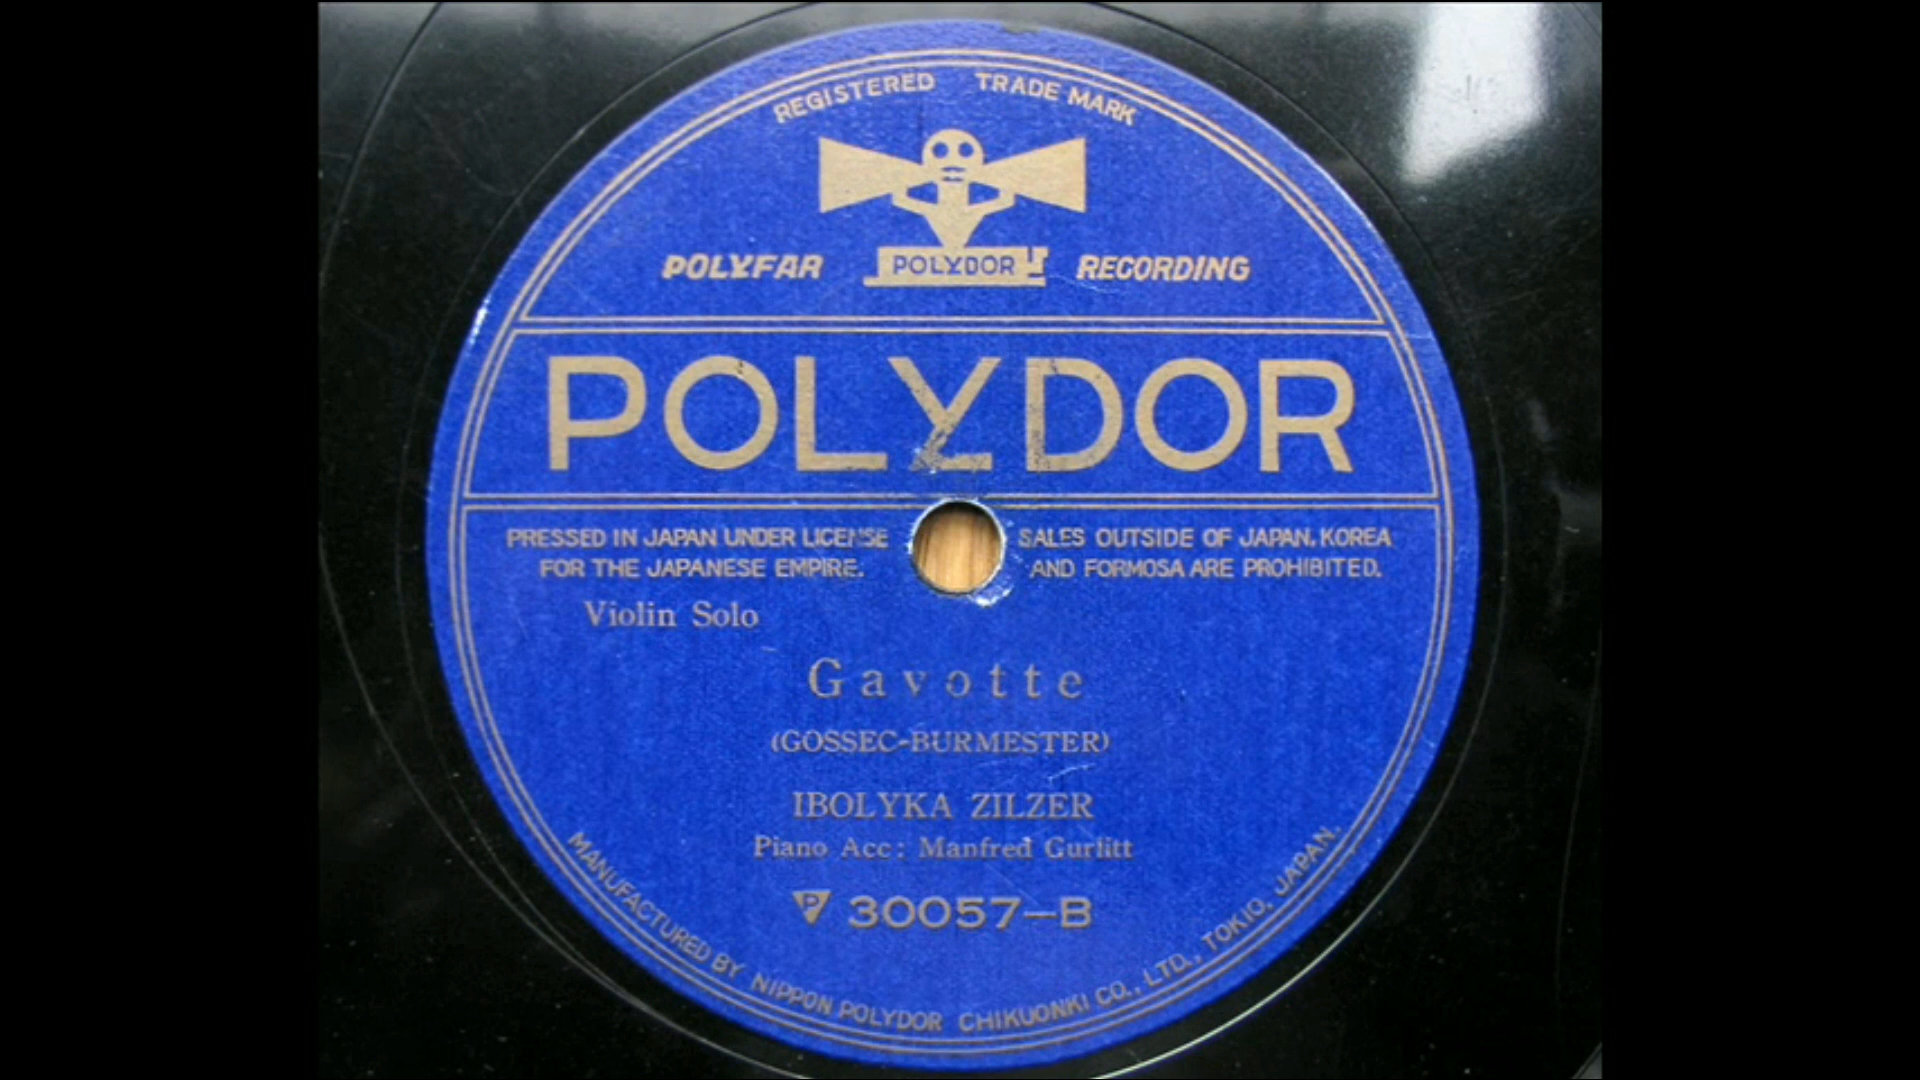 REGISTERED TRADE MARK
POLYFAR POLYDOR RECORDING
POLYDOR
PRESSED IN JAPAN UNDER LICENSE SALES OUTSIDE OF JAPAN, KOREA
FOR THE JAPANESE EMPIRE. AND FORMOSA ARE PROHIBITED.
Violin Solo
Gavotte
(GOSSEC-BURMESTER)
IBOLYKA ZILZER
Piano Acc: Manfred Gurlitt
P 30057-B
MANUFACTURED BY NIPPON POLYDOR CHIKUONKI CO., LTD., TOKIO, JAPAN.